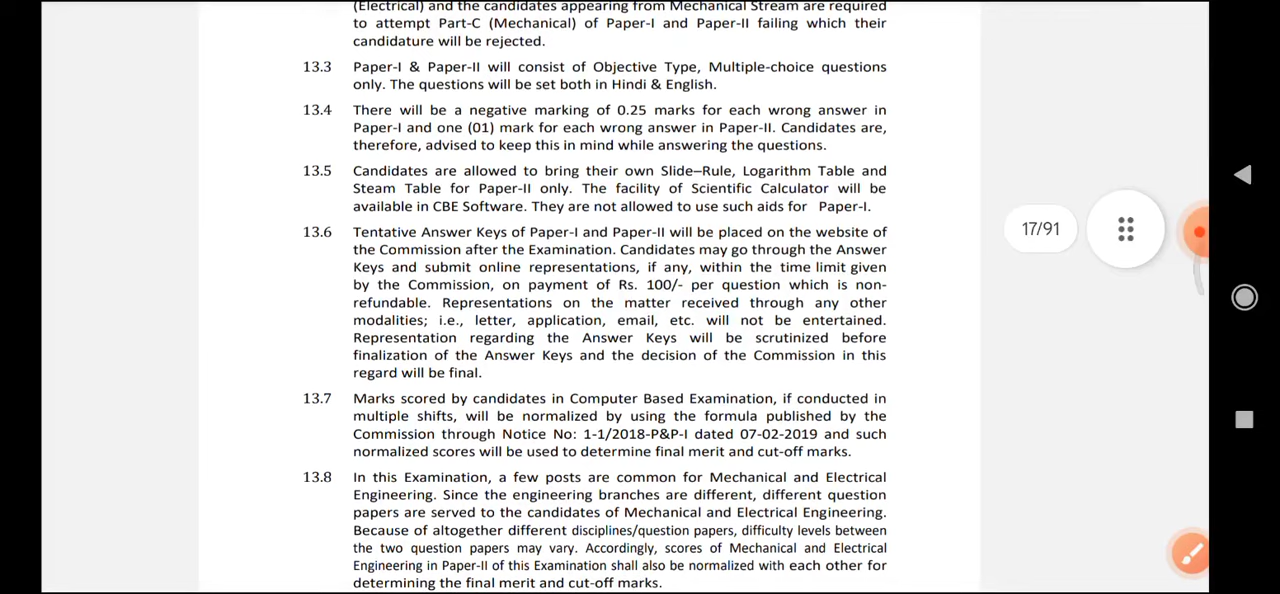 (Electrical) and the candidates appearing from Mechanical Stream are required
to attempt Part-C (Mechanical) of Paper-I and Paper-II failing which their
candidature will be rejected.
13.3 Paper-I & Paper-II will consist of Objective Type, Multiple-choice questions
only. The questions will be set both in Hindi & English.
13.4 There will be a negative marking of 0.25 marks for each wrong answer in
Paper-I and one (01) mark for each wrong answer in Paper-II. Candidates are,
therefore, advised to keep this in mind while answering the questions.
13.5 Candidates are allowed to bring their own Slide–Rule, Logarithm Table and
Steam Table for Paper-II only. The facility of Scientific Calculator will be
available in CBE Software. They are not allowed to use such aids for Paper-I.
17/91
13.6 Tentative Answer Keys of Paper-I and Paper-II will be placed on the website of
the Commission after the Examination. Candidates may go through the Answer
Keys and submit online representations, if any, within the time limit given
by the Commission, on payment of Rs. 100/- per question which is non-
refundable. Representations on the matter received through any other
modalities; i.e., letter, application, email, etc. will not be entertained.
Representation regarding the Answer Keys will be scrutinized before
finalization of the Answer Keys and the decision of the Commission in this
regard will be final.
13.7 Marks scored by candidates in Computer Based Examination, if conducted in
multiple shifts, will be normalized by using the formula published by the
Commission through Notice No: 1-1/2018-P&P-I dated 07-02-2019 and such
normalized scores will be used to determine final merit and cut-off marks.
13.8 In this Examination, a few posts are common for Mechanical and Electrical
Engineering. Since the engineering branches are different, different question
papers are served to the candidates of Mechanical and Electrical Engineering.
Because of altogether different disciplines/question papers, difficulty levels between
the two question papers may vary. Accordingly, scores of Mechanical and Electrical
Engineering in Paper-II of this Examination shall also be normalized with each other for
determining the final merit and cut-off marks.